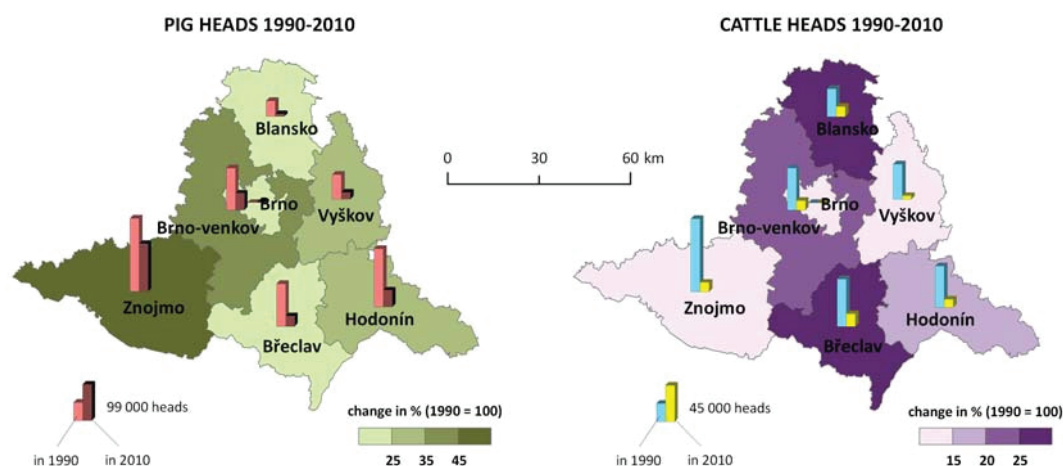 PIG HEADS 1990-2010
Blansko
Brno
Vyškov
Brno-venkov
Znojmo
Hodonín
Břeclav
99 000 heads
in 1990
in 2010
change in % (1990 = 100)
25 35 45
0 30 60 km
CATTLE HEADS 1990-2010
Blansko
Brno
Vyškov
Brno-venkov
Znojmo
Hodonín
Břeclav
45 000 heads
in 1990
in 2010
change in % (1990 = 100)
15 20 25